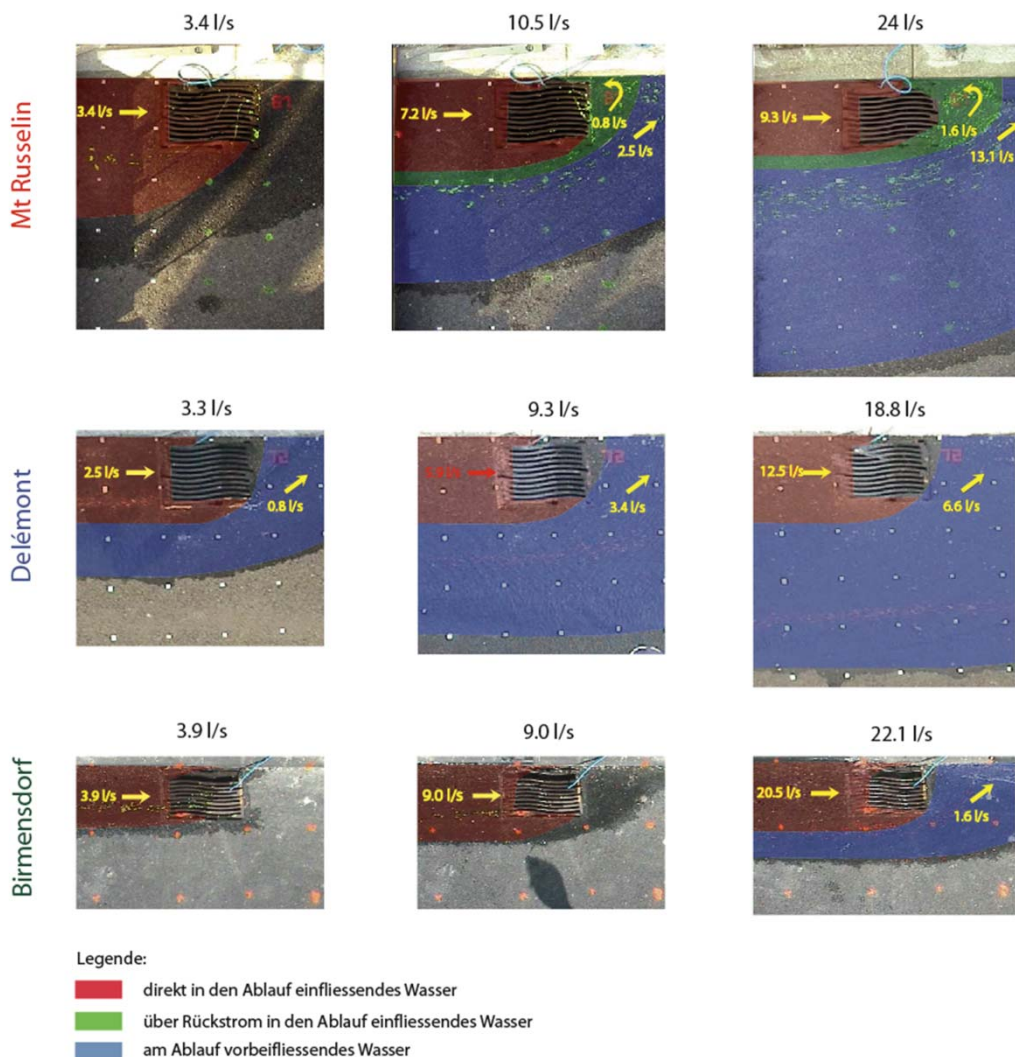 3.4 l/s
10.5 l/s
24 l/s
Mt Russelin
3.4 l/s
7.2 l/s
0.8 l/s
2.5 l/s
9.3 l/s
1.6 l/s
13.1 l/s
3.3 l/s
9.3 l/s
18.8 l/s
Delémont
2.5 l/s
0.8 l/s
3.4 l/s
12.5 l/s
6.6 l/s
3.9 l/s
9.0 l/s
22.1 l/s
Birmensdorf
3.9 l/s
9.0 l/s
20.5 l/s
1.6 l/s
Legende:
direkt in den Ablauf einfliessendes Wasser
über Rückstrom in den Ablauf einfliessendes Wasser
am Ablauf vorbeifliessendes Wasser